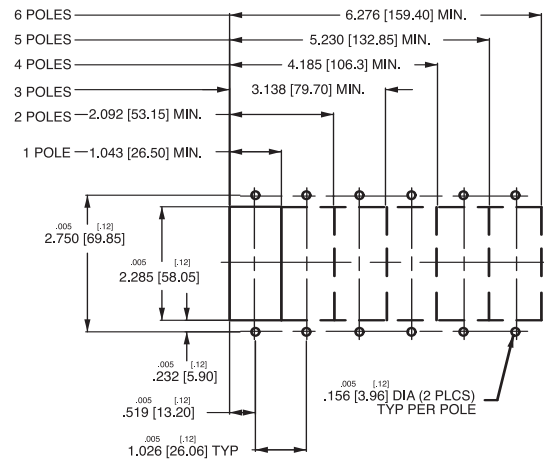 6 POLES 6.276 [159.40] MIN.
5 POLES 5.230 [132.85] MIN.
4 POLES 4.185 [106.3] MIN.
3 POLES 3.138 [79.70] MIN.
2 POLES 2.092 [53.15] MIN.
1 POLE 1.043 [26.50] MIN.
.005 [.12]
2.750 [69.85]
.005 [.12]
2.285 [58.05]
.005 [.12]
.232 [5.90]
.005 [.12]
.156 [3.96] DIA (2 PLCS)
TYP PER POLE
.005 [.12]
.519 [13.20]
.005 [.12]
1.026 [26.06] TYP